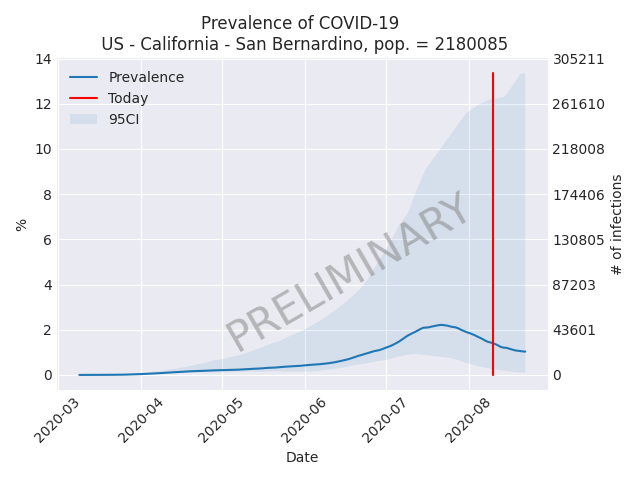 Prevalence of COVID-19
US - California - San Bernardino, pop. = 2180085
14
12
10
8
6
4
2
0
%
305211
261610
218008
174406
130805
87203
43601
0
# of infections
Prevalence
Today
95CI
PRELIMINARY
2020-03
2020-04
2020-05
2020-06
2020-07
2020-08
Date